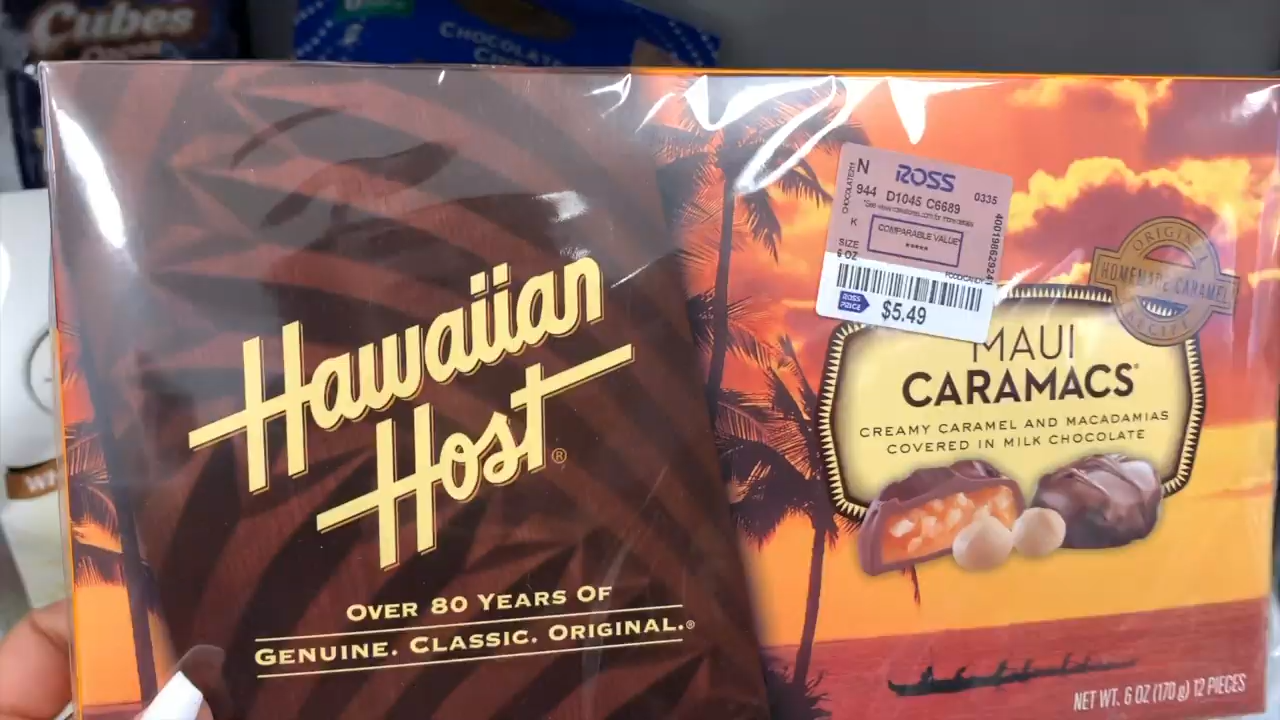 Cubes
CHOCOLATE
Hawaiian
Host®
OVER 80 YEARS OF
GENUINE. CLASSIC. ORIGINAL.®
N
ROSS
944 D1045 C6689
0335
K
COMPARABLE VALUE
*****
SIZE
6 OZ
ROSS
PRICE
$5.49
ORIGINAL
HOMEMADE CARAMEL
RECIPE
MAUI
CARAMACS®
CREAMY CARAMEL AND MACADAMIAS
COVERED IN MILK CHOCOLATE
NET WT. 6 OZ (170 g) 12 PIECES